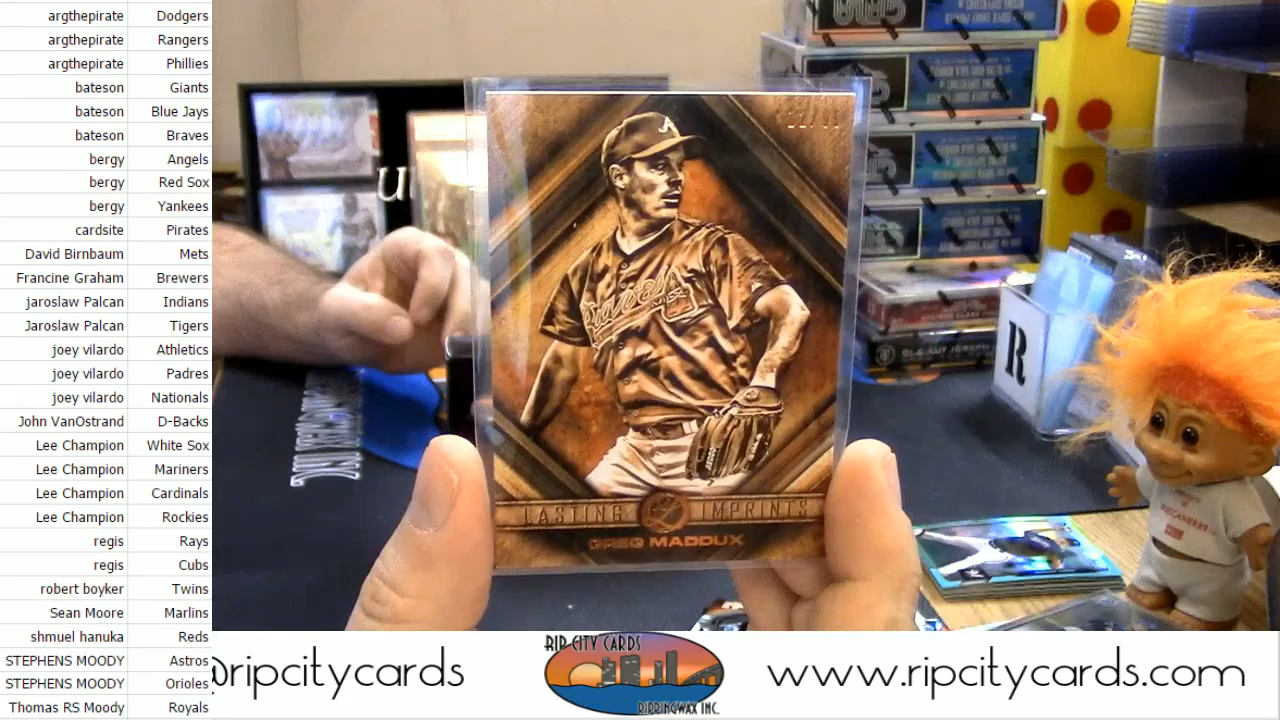 argthepirate Dodgers
argthepirate Rangers
argthepirate Phillies
bateson Giants
bateson Blue Jays
bateson Braves
bergy Angels
bergy Red Sox
bergy Yankees
cardsite Pirates
David Birnbaum Mets
Francine Graham Brewers
jaroslaw Palcan Indians
Jaroslaw Palcan Tigers
joey vilardo Athletics
joey vilardo Padres
joey vilardo Nationals
John VanOstrand D-Backs
Lee Champion White Sox
Lee Champion Mariners
Lee Champion Cardinals
Lee Champion Rockies
regis Rays
regis Cubs
robert boyker Twins
Sean Moore Marlins
shmuel hanuka Reds
STEPHENS MOODY Astros
STEPHENS MOODY Orioles
Thomas RS Moody Royals
A
Braves
LASTING IMPRINTS
GREG MADDUX
u
R
BUCCANEERS
@ripcitycards
RIP CITY CARDS
RIPPINGWAX INC.
www.ripcitycards.com